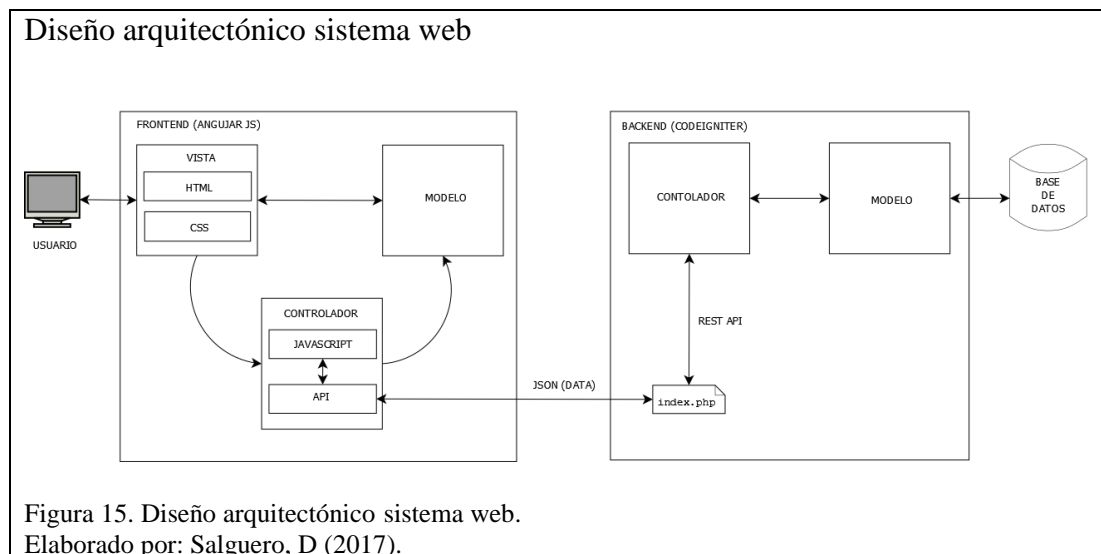 Diseño arquitectónico sistema web
FRONTEND (ANGUJAR JS)
VISTA
HTML
CSS
USUARIO
MODELO
CONTROLADOR
JAVASCRIPT
API
JSON (DATA)
BACKEND (CODEIGNITER)
CONTOLADOR
MODELO
REST API
index.php
BASE
DE
DATOS
Figura 15. Diseño arquitectónico sistema web.
Elaborado por: Salguero, D (2017).